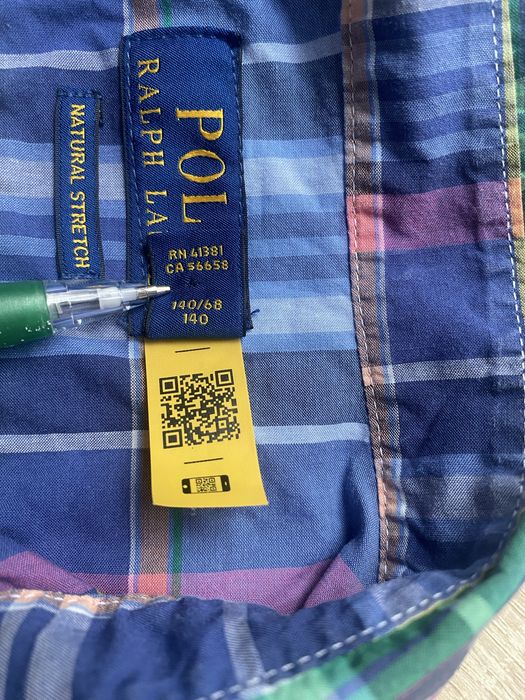 NATURAL STRETCH
POL
RALPH LA
RN 41381
CA 56658
140/68
140